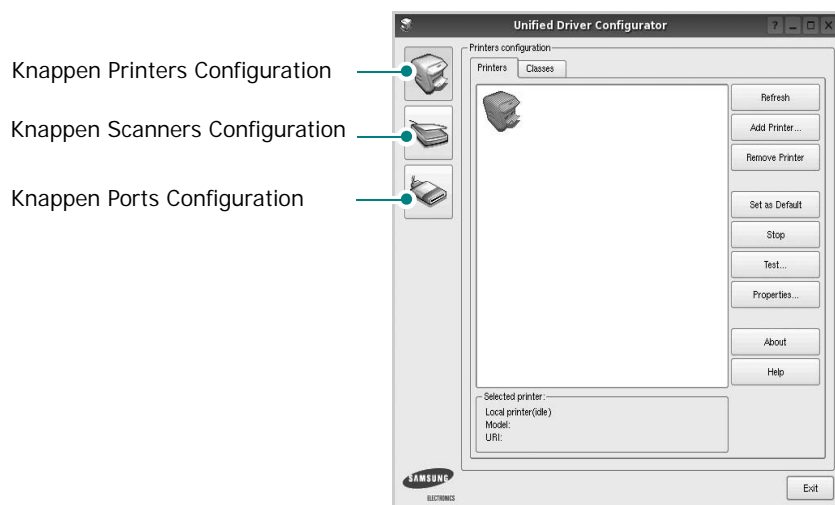 Unified Driver Configurator
Knappen Printers Configuration
Knappen Scanners Configuration
Knappen Ports Configuration
Printers configuration
Printers
Classes
Refresh
Add Printer...
Remove Printer
Set as Default
Stop
Test...
Properties...
About
Help
Selected printer:
Local printer(idle)
Model:
URI:
SAMSUNG
ELECTRONICS
Exit